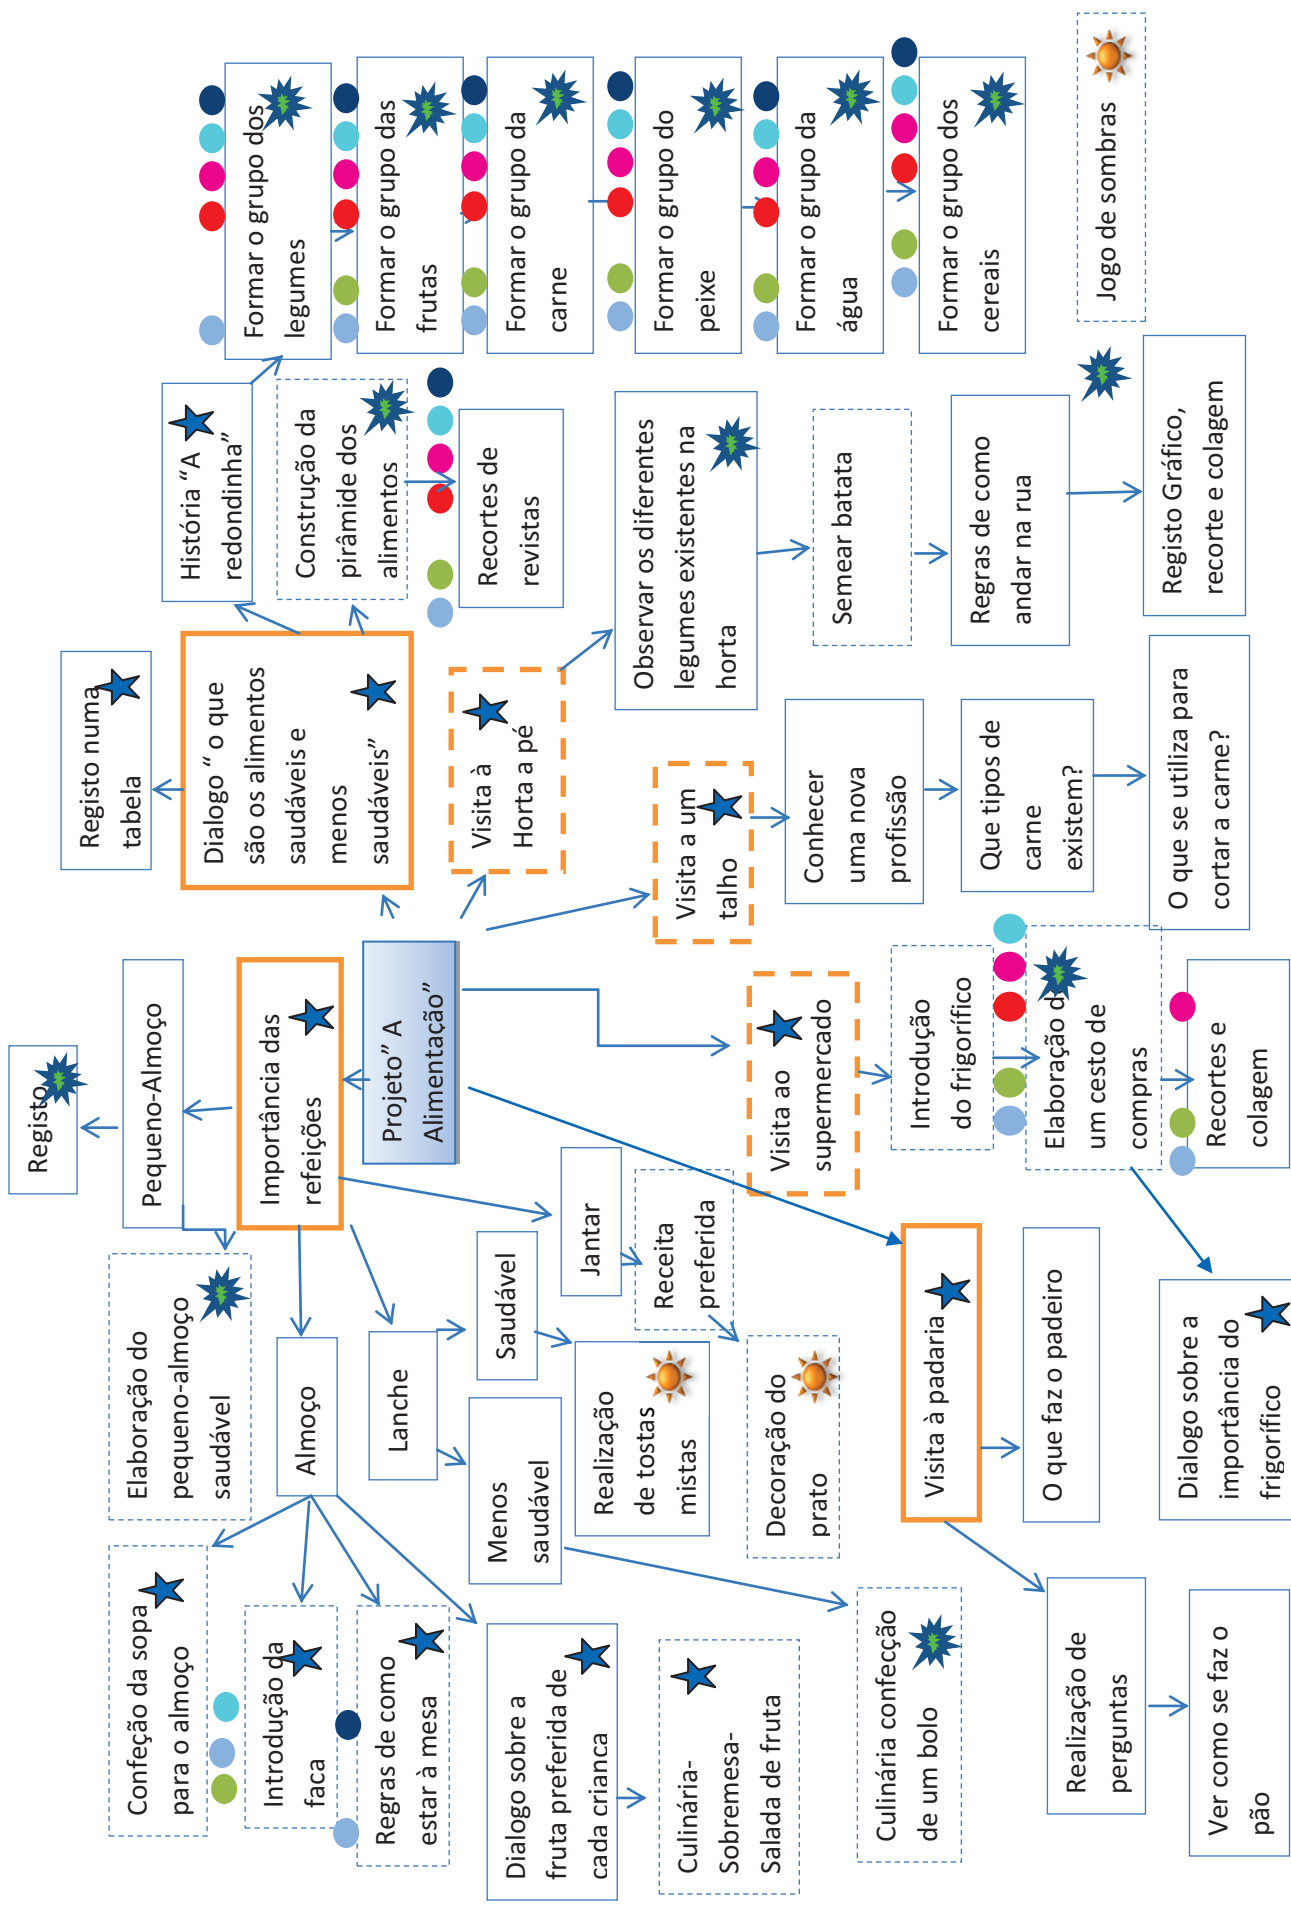 Registo
Pequeno-Almoço
Elaboração do
pequeno-almoço
saudável
Importância das
refeições
Projeto” A
Alimentação”
Registo numa
tabela
Dialogo “ o que
são os alimentos
saudáveis e
menos
saudáveis”
História “A
redondinha”
Construção da
pirâmide dos
alimentos
Recortes de
revistas
Formar o grupo dos
legumes
Formar o grupo das
frutas
Formar o grupo da
carne
Formar o grupo do
peixe
Formar o grupo da
água
Formar o grupo dos
cereais
Jogo de sombras
Visita à
Horta a pé
Observar os diferentes
legumes existentes na
horta
Semear batata
Regras de como
andar na rua
Registo Gráfico,
recorte e colagem
Visita a um
talho
Conhecer
uma nova
profissão
Que tipos de
carne
existem?
O que se utiliza para
cortar a carne?
Visita ao
supermercado
Introdução
do frigorífico
Elaboração d
um cesto de
compras
Recortes e
colagem
Dialogo sobre a
importância do
frigorífico
Visita à padaria
O que faz o padeiro
Realização de
perguntas
Ver como se faz o
pão
Jantar
Receita
preferida
Decoração do
prato
Lanche
Saudável
Realização
de tostas
mistas
Menos
saudável
Culinária confecção
de um bolo
Almoço
Confeção da sopa
para o almoço
Introdução da
faca
Regras de como
estar à mesa
Dialogo sobre a
fruta preferida de
cada crianca
Culinária-
Sobremesa-
Salada de fruta